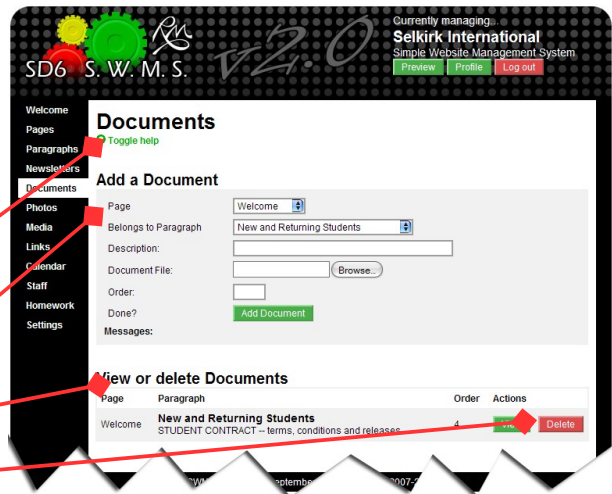 Currently managing...
Selkirk International
Simple Website Management System
Preview Profile Log out
SD6 S. W. M. S.
Rm
v2.0
Welcome
Pages
Paragraphs
Newsletters
Documents
Photos
Media
Links
Calendar
Staff
Homework
Settings
Documents
Toggle help
Add a Document
Page Welcome
Belongs to Paragraph New and Returning Students
Description:
Document File: Browse...
Order:
Done? Add Document
Messages:
View or delete Documents
Page Paragraph Order Actions
Welcome New and Returning Students 4 Delete
STUDENT CONTRACT -- terms, conditions and releases